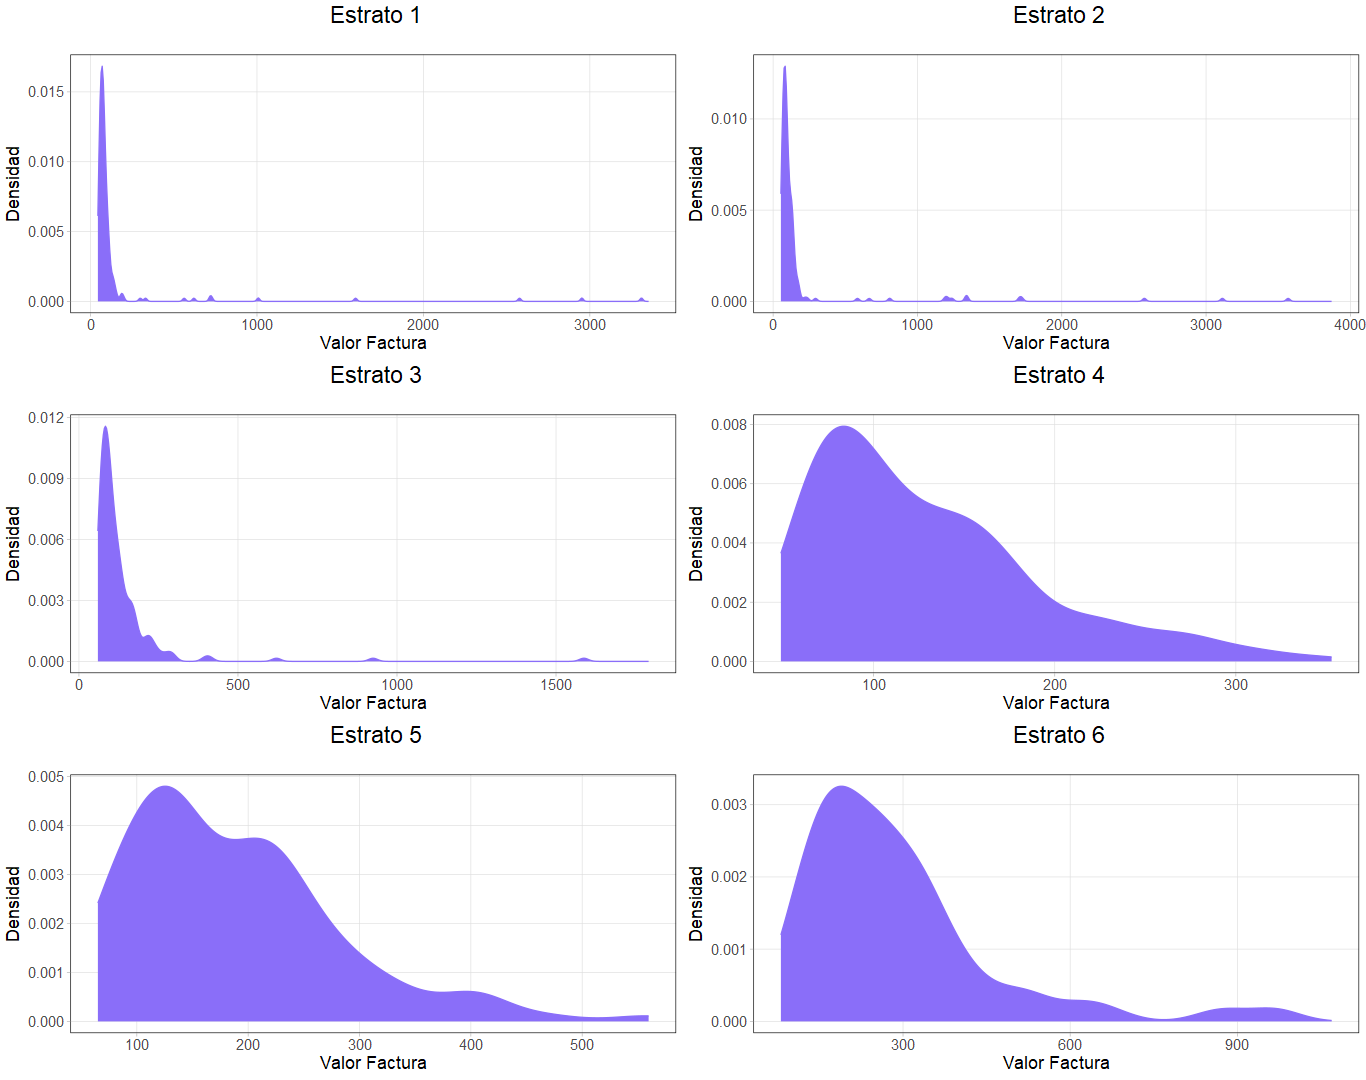 Estrato 1
Densidad
0.015
0.010
0.005
0.000
0 1000 2000 3000
Valor Factura
Estrato 2
Densidad
0.010
0.005
0.000
0 1000 2000 3000 4000
Valor Factura
Estrato 3
Densidad
0.012
0.009
0.006
0.003
0.000
0 500 1000 1500
Valor Factura
Estrato 4
Densidad
0.008
0.006
0.004
0.002
0.000
100 200 300
Valor Factura
Estrato 5
Densidad
0.005
0.004
0.003
0.002
0.001
0.000
100 200 300 400 500
Valor Factura
Estrato 6
Densidad
0.003
0.002
0.001
0.000
300 600 900
Valor Factura